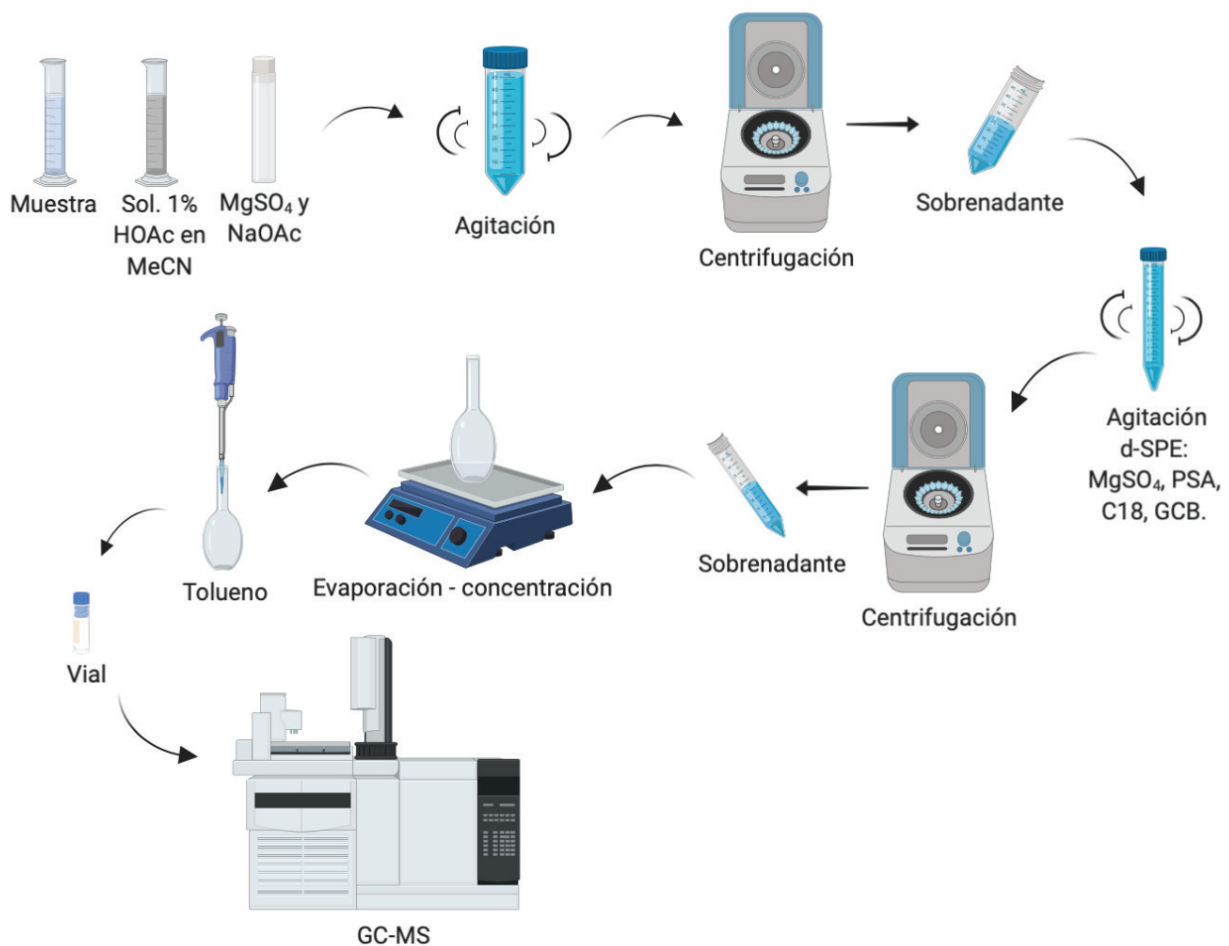 Muestra
Sol. 1%
HOAc en
MeCN
MgSO₄ y
NaOAc
Agitación
Centrifugación
Sobrenadante
Agitación
d-SPE:
MgSO₄, PSA,
C18, GCB.
Centrifugación
Sobrenadante
Evaporación - concentración
Tolueno
Vial
GC-MS